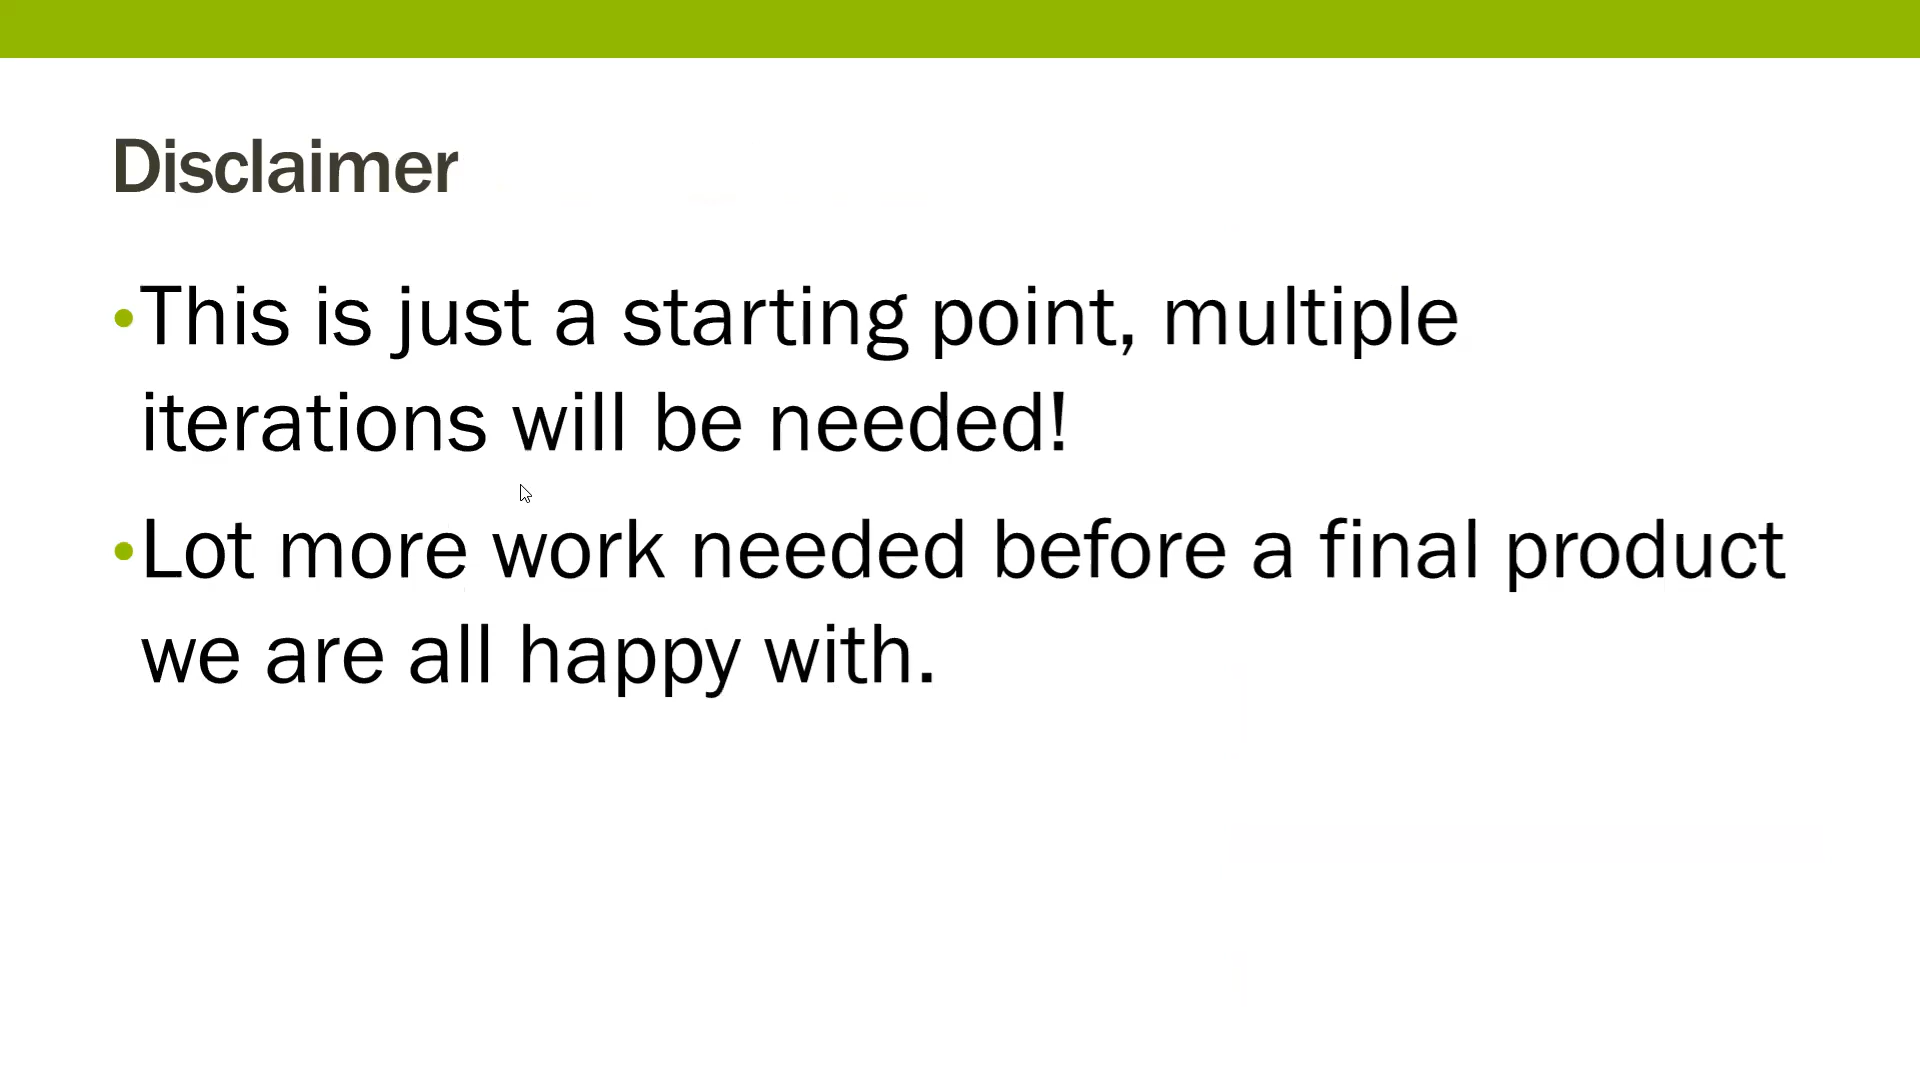 Disclaimer
•This is just a starting point, multiple
iterations will be needed!
•Lot more work needed before a final product
we are all happy with.